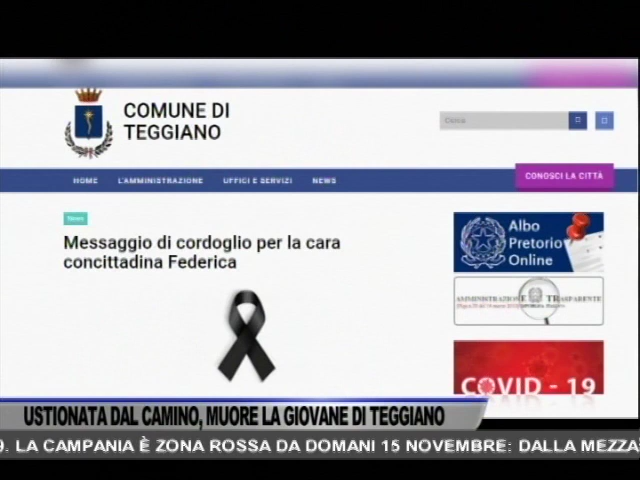 COMUNE DI
TEGGIANO
Cerca
HOME L'AMMINISTRAZIONE UFFICI E SERVIZI NEWS
CONOSCI LA CITTÀ
News
Messaggio di cordoglio per la cara
concittadina Federica
Albo
Pretorio
Online
AMMINISTRAZIONE TRASPARENTE
COVID - 19
USTIONATA DAL CAMINO, MUORE LA GIOVANE DI TEGGIANO
9. LA CAMPANIA È ZONA ROSSA DA DOMANI 15 NOVEMBRE: DALLA MEZZA